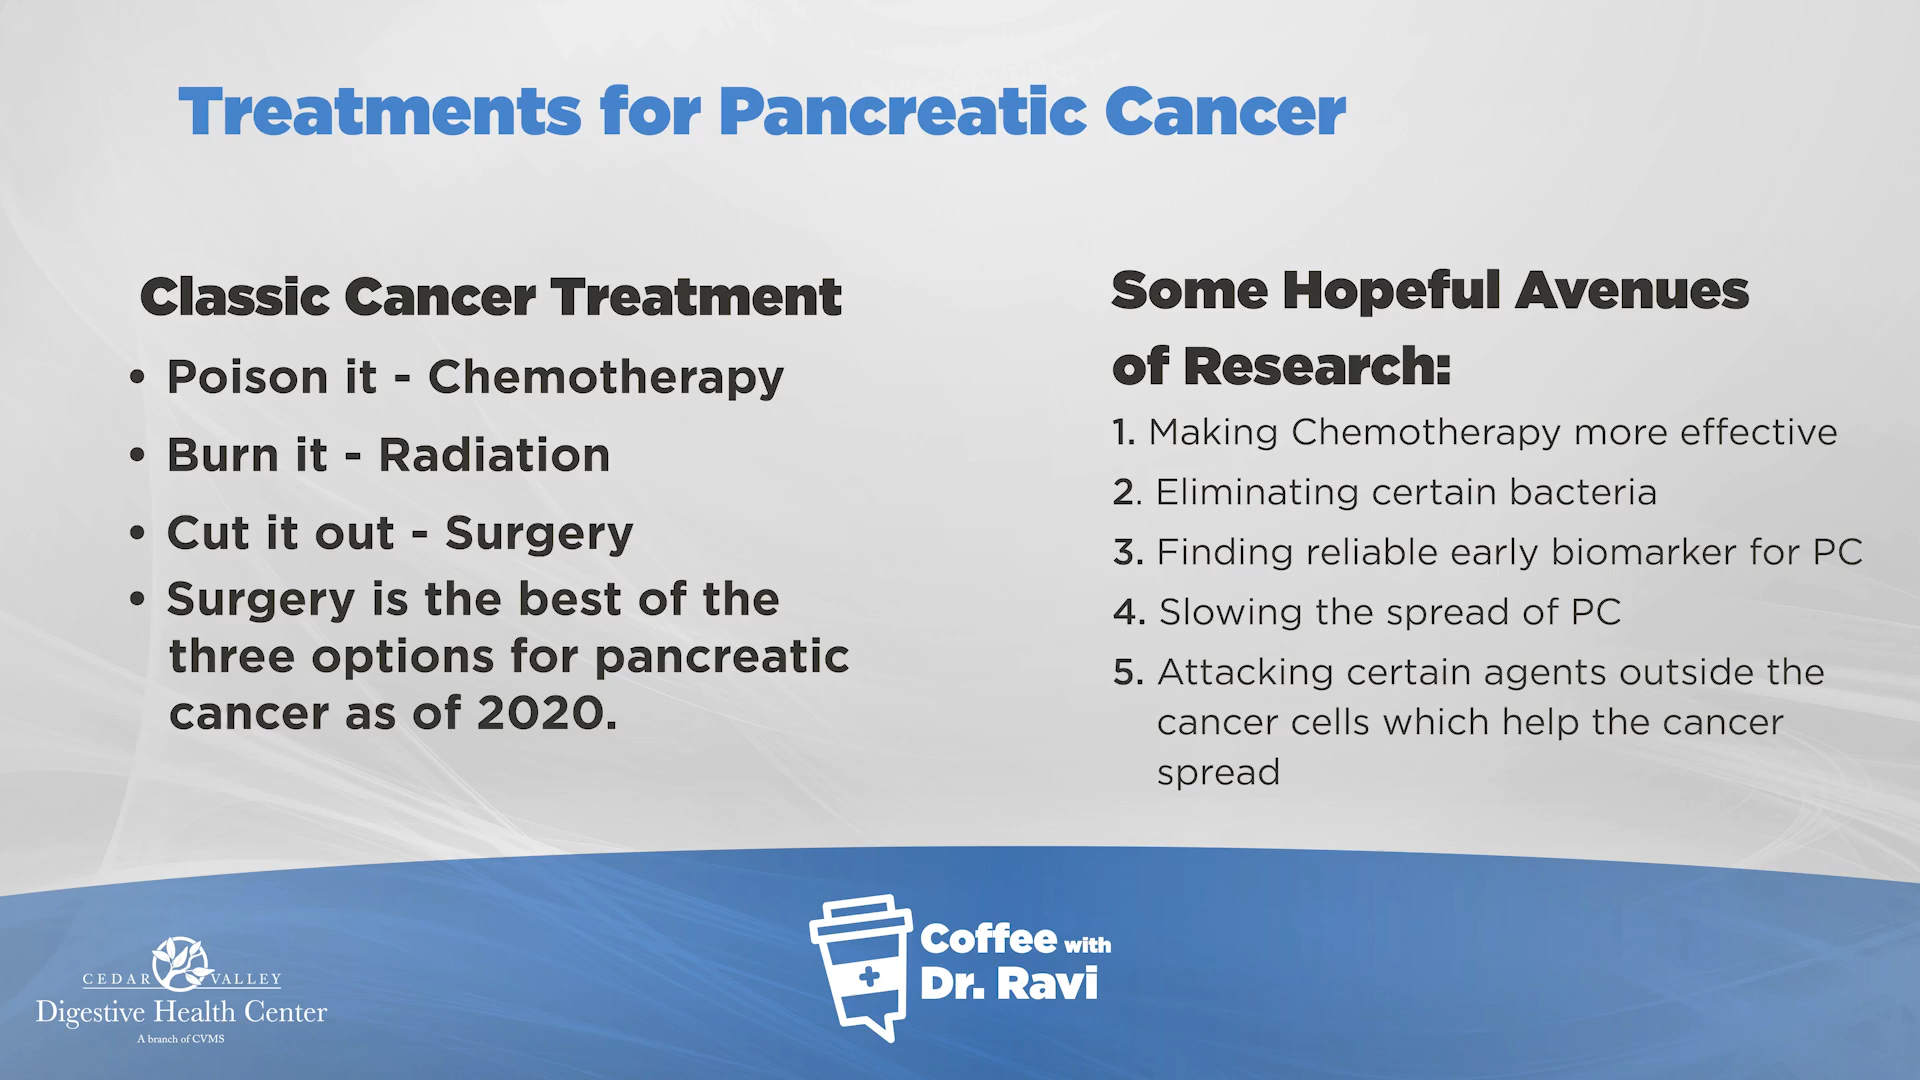 Treatments for Pancreatic Cancer
Classic Cancer Treatment
• Poison it - Chemotherapy
• Burn it - Radiation
• Cut it out - Surgery
• Surgery is the best of the
three options for pancreatic
cancer as of 2020.
Some Hopeful Avenues
of Research:
1. Making Chemotherapy more effective
2. Eliminating certain bacteria
3. Finding reliable early biomarker for PC
4. Slowing the spread of PC
5. Attacking certain agents outside the
cancer cells which help the cancer
spread
CEDAR VALLEY
Digestive Health Center
A branch of CVMS
Coffee with
Dr. Ravi